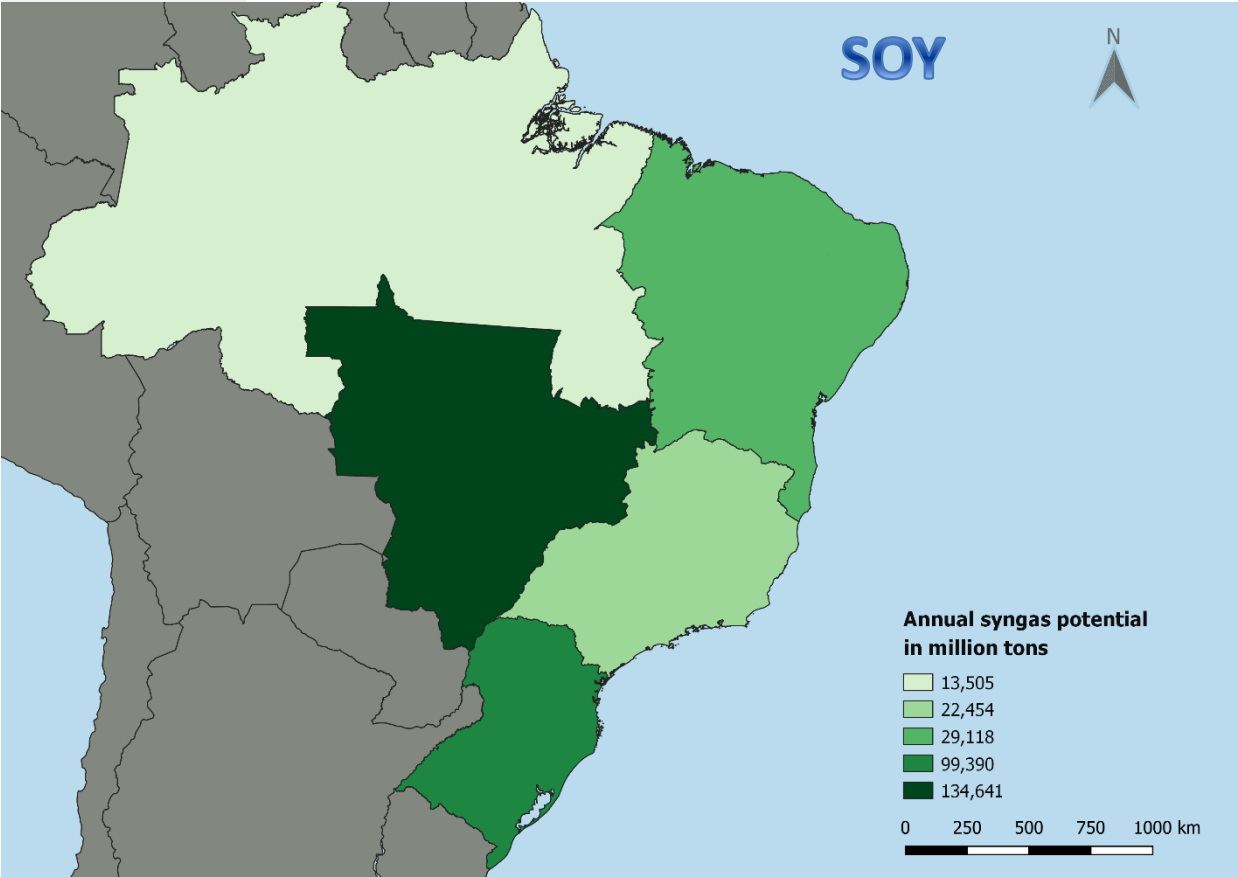 SOY
N
Annual syngas potential
in million tons
13,505
22,454
29,118
99,390
134,641
0 250 500 750 1000 km